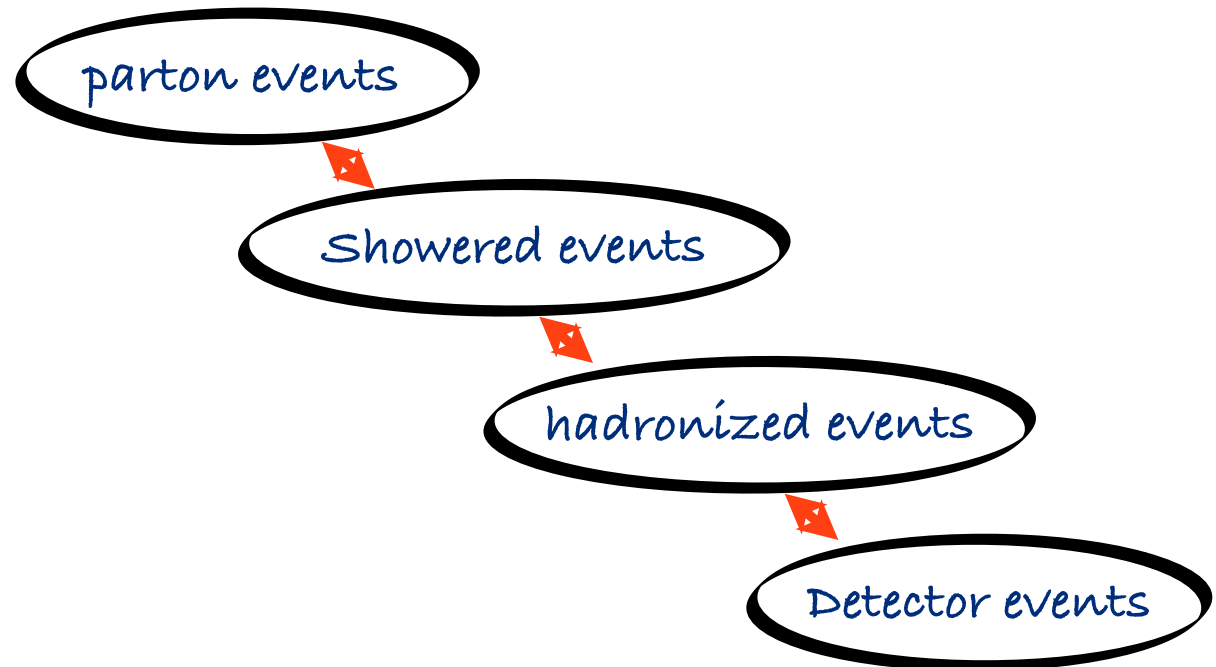 parton events
Showered events
hadronized events
Detector events